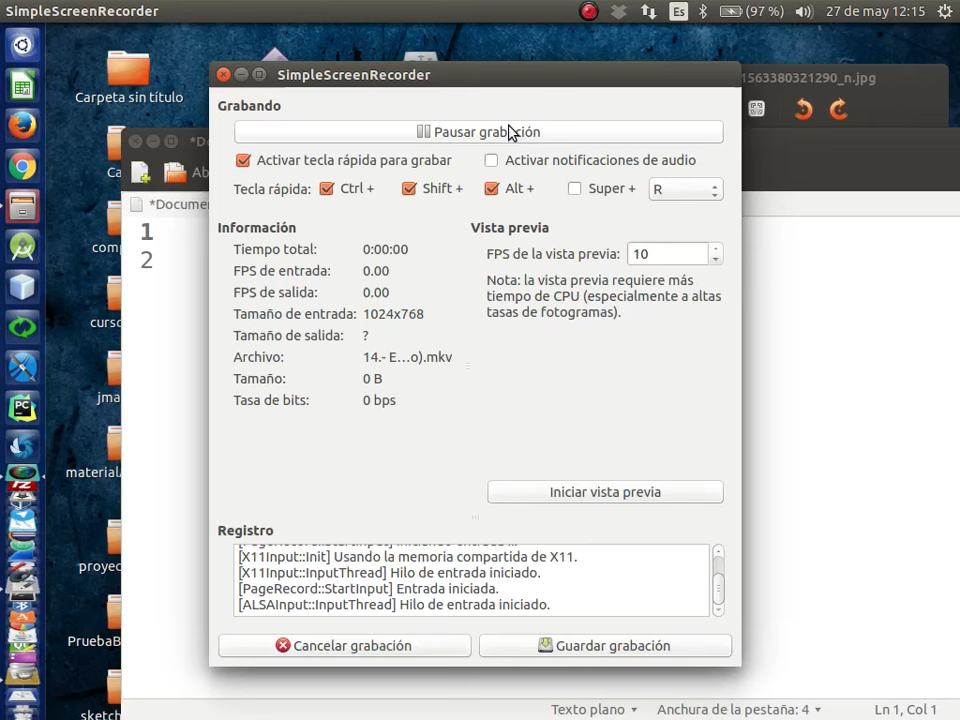 SimpleScreenRecorder
Es
(97 %)
27 de may 12:15
Carpeta sin título
SimpleScreenRecorder
1563380321290_n.jpg
Grabando
Pausar grabación
Activar tecla rápida para grabar
Activar notificaciones de audio
Tecla rápida:
Ctrl +
Shift +
Alt +
Super +
R
*Docume
1
2
Información
Tiempo total: 0:00:00
FPS de entrada: 0.00
FPS de salida: 0.00
Tamaño de entrada: 1024x768
Tamaño de salida: ?
Archivo: 14.- E...o).mkv
Tamaño: 0 B
Tasa de bits: 0 bps
Vista previa
FPS de la vista previa: 10
Nota: la vista previa requiere más
tiempo de CPU (especialmente a altas
tasas de fotogramas).
Iniciar vista previa
Registro
[X11Input::Init] Usando la memoria compartida de X11.
[X11Input::InputThread] Hilo de entrada iniciado.
[PageRecord::StartInput] Entrada iniciada.
[ALSAInput::InputThread] Hilo de entrada iniciado.
Cancelar grabación
Guardar grabación
*D
Ab
Ca
com
curso
jma
material
proye
PruebaB
sketch
Texto plano
Anchura de la pestaña: 4
Ln 1, Col 1